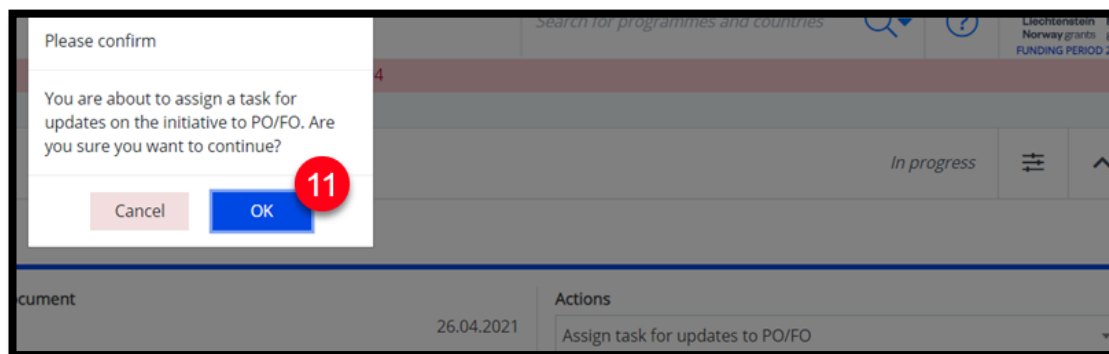 Please confirm
Search for programmes and countries
?
Liechtenstein
Norway grants
FUNDING PERIOD 2
4
You are about to assign a task for
updates on the initiative to PO/FO. Are
you sure you want to continue?
In progress
11
Cancel
OK
ocument
Actions
26.04.2021
Assign task for updates to PO/FO